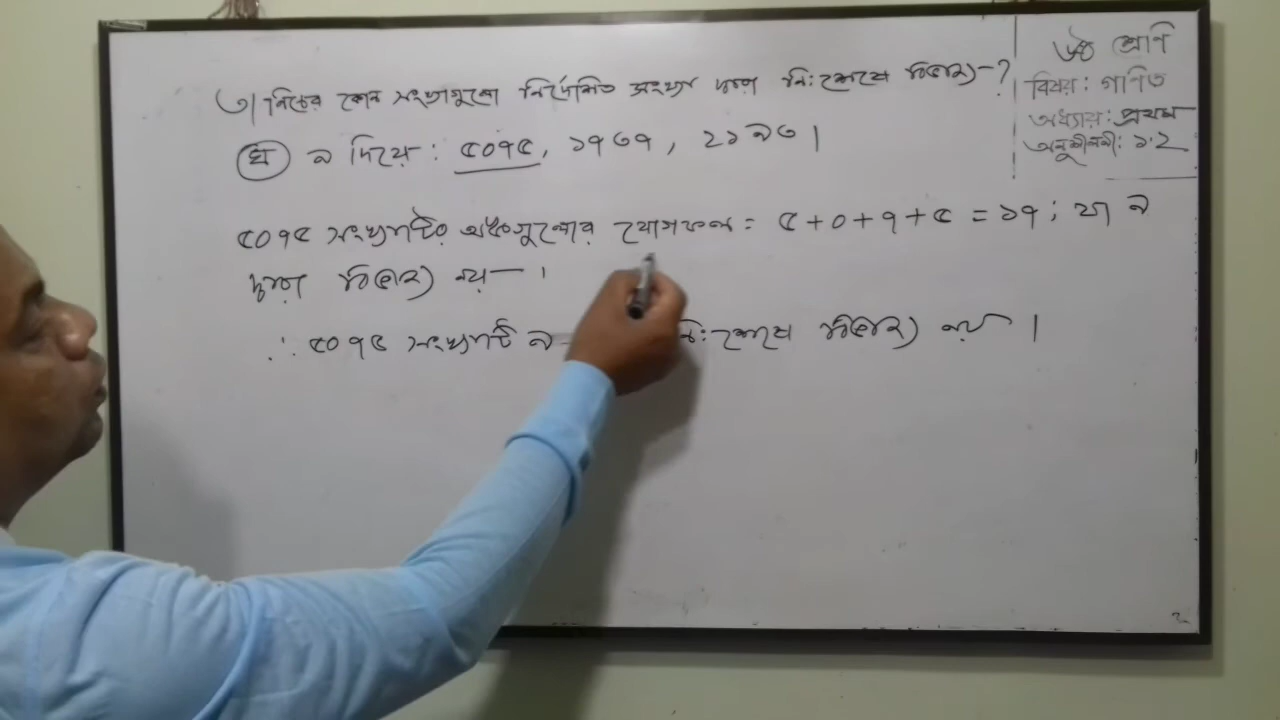 ৩। নিচের কোন সংখ্যাগুলো নির্দেশিত সংখ্যা দ্বারা নিঃশেষে বিভাজ্য ?
ঘ ৯ দিয়ে : ৫০৭৫, ১৭৩৭, ২১৯৩।
৫০৭৫ সংখ্যাটির অঙ্কগুলোর যোগফল = ৫+০+৭+৫ = ১৭ ; যা ৯
দ্বারা বিভাজ্য নয় ।
∴ ৫০৭৫ সংখ্যাটি ৯ নিঃশেষে বিভাজ্য নয় ।
৬ষ্ঠ শ্রেণি
বিষয়: গণিত
অধ্যায়: প্রথম
অনুশীলনী: ১.২